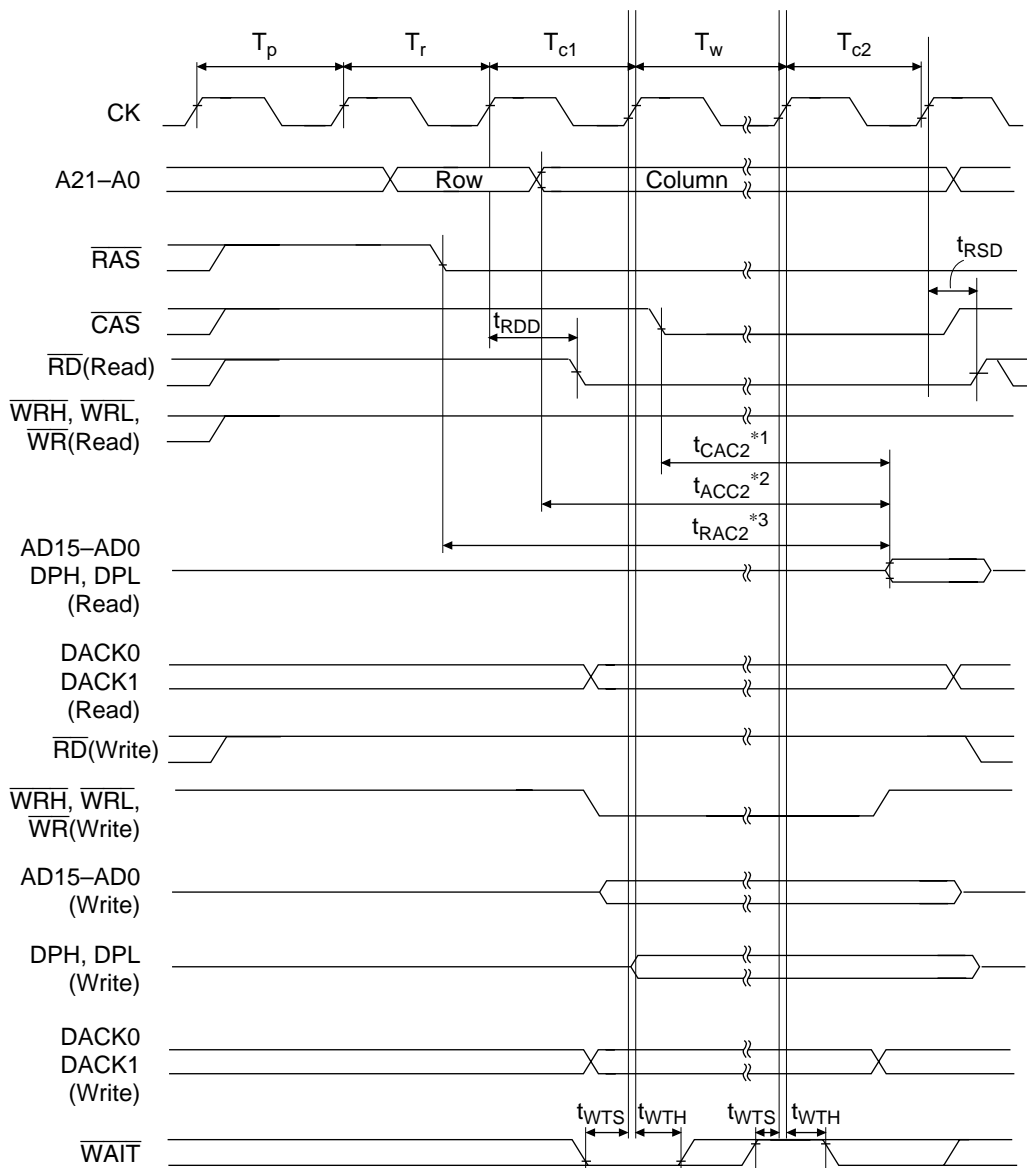 Tp Tr Tc1 Tw Tc2
CK
A21–A0 Row Column
RAS
tRSD
CAS
tRDD
RD(Read)
WRH, WRL,
WR(Read)
tCAC2*1
tACC2*2
tRAC2*3
AD15–AD0
DPH, DPL
(Read)
DACK0
DACK1
(Read)
RD(Write)
WRH, WRL,
WR(Write)
AD15–AD0
(Write)
DPH, DPL
(Write)
DACK0
DACK1
(Write)
tWTS tWTH tWTS tWTH
WAIT